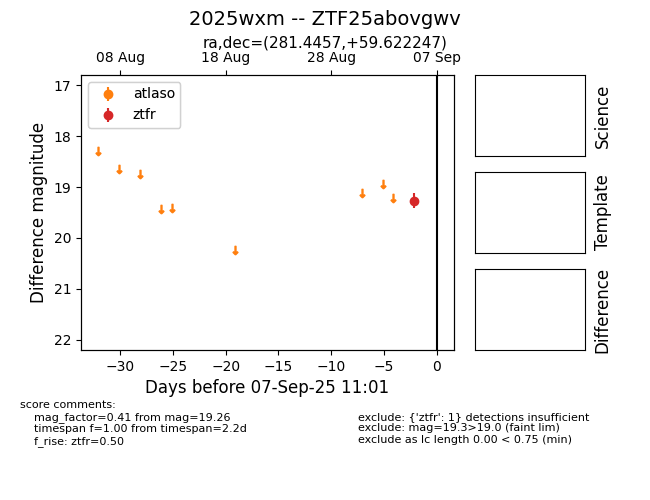 2025wxm -- ZTF25abovgwv
ra,dec=(281.4457,+59.622247)
08 Aug 18 Aug 28 Aug 07 Sep
atlaso
ztfr
17
18
19
20
21
22
Difference magnitude
−30 −25 −20 −15 −10 −5 0
Days before 07-Sep-25 11:01
Science
Template
Difference
score comments:
mag_factor=0.41 from mag=19.26
timespan f=1.00 from timespan=2.2d
f_rise: ztfr=0.50
exclude: {'ztfr': 1} detections insufficient
exclude: mag=19.3>19.0 (faint lim)
exclude as lc length 0.00 < 0.75 (min)